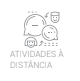 ATIVIDADES À
DISTÂNCIA